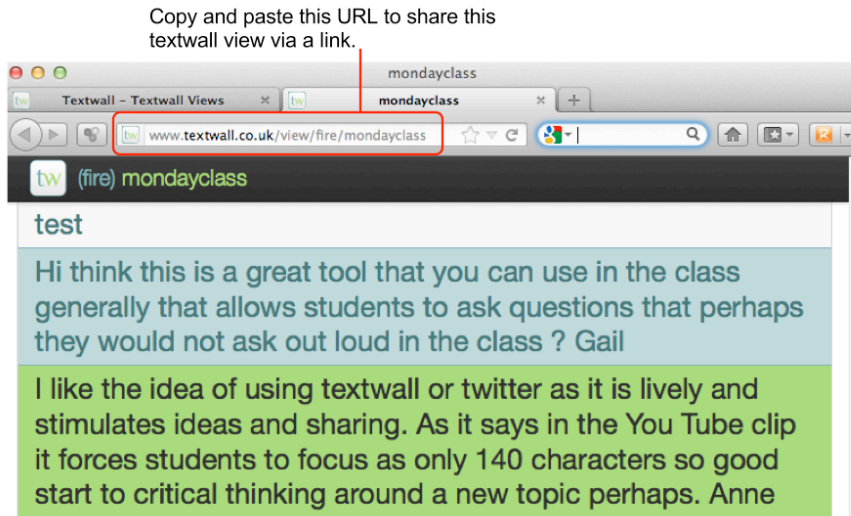 Copy and paste this URL to share this
textwall view via a link.
mondayclass
tw Textwall – Textwall Views × tw mondayclass × +
tw www.textwall.co.uk/view/fire/mondayclass
tw (fire) mondayclass
test
Hi think this is a great tool that you can use in the class
generally that allows students to ask questions that perhaps
they would not ask out loud in the class ? Gail
I like the idea of using textwall or twitter as it is lively and
stimulates ideas and sharing. As it says in the You Tube clip
it forces students to focus as only 140 characters so good
start to critical thinking around a new topic perhaps. Anne